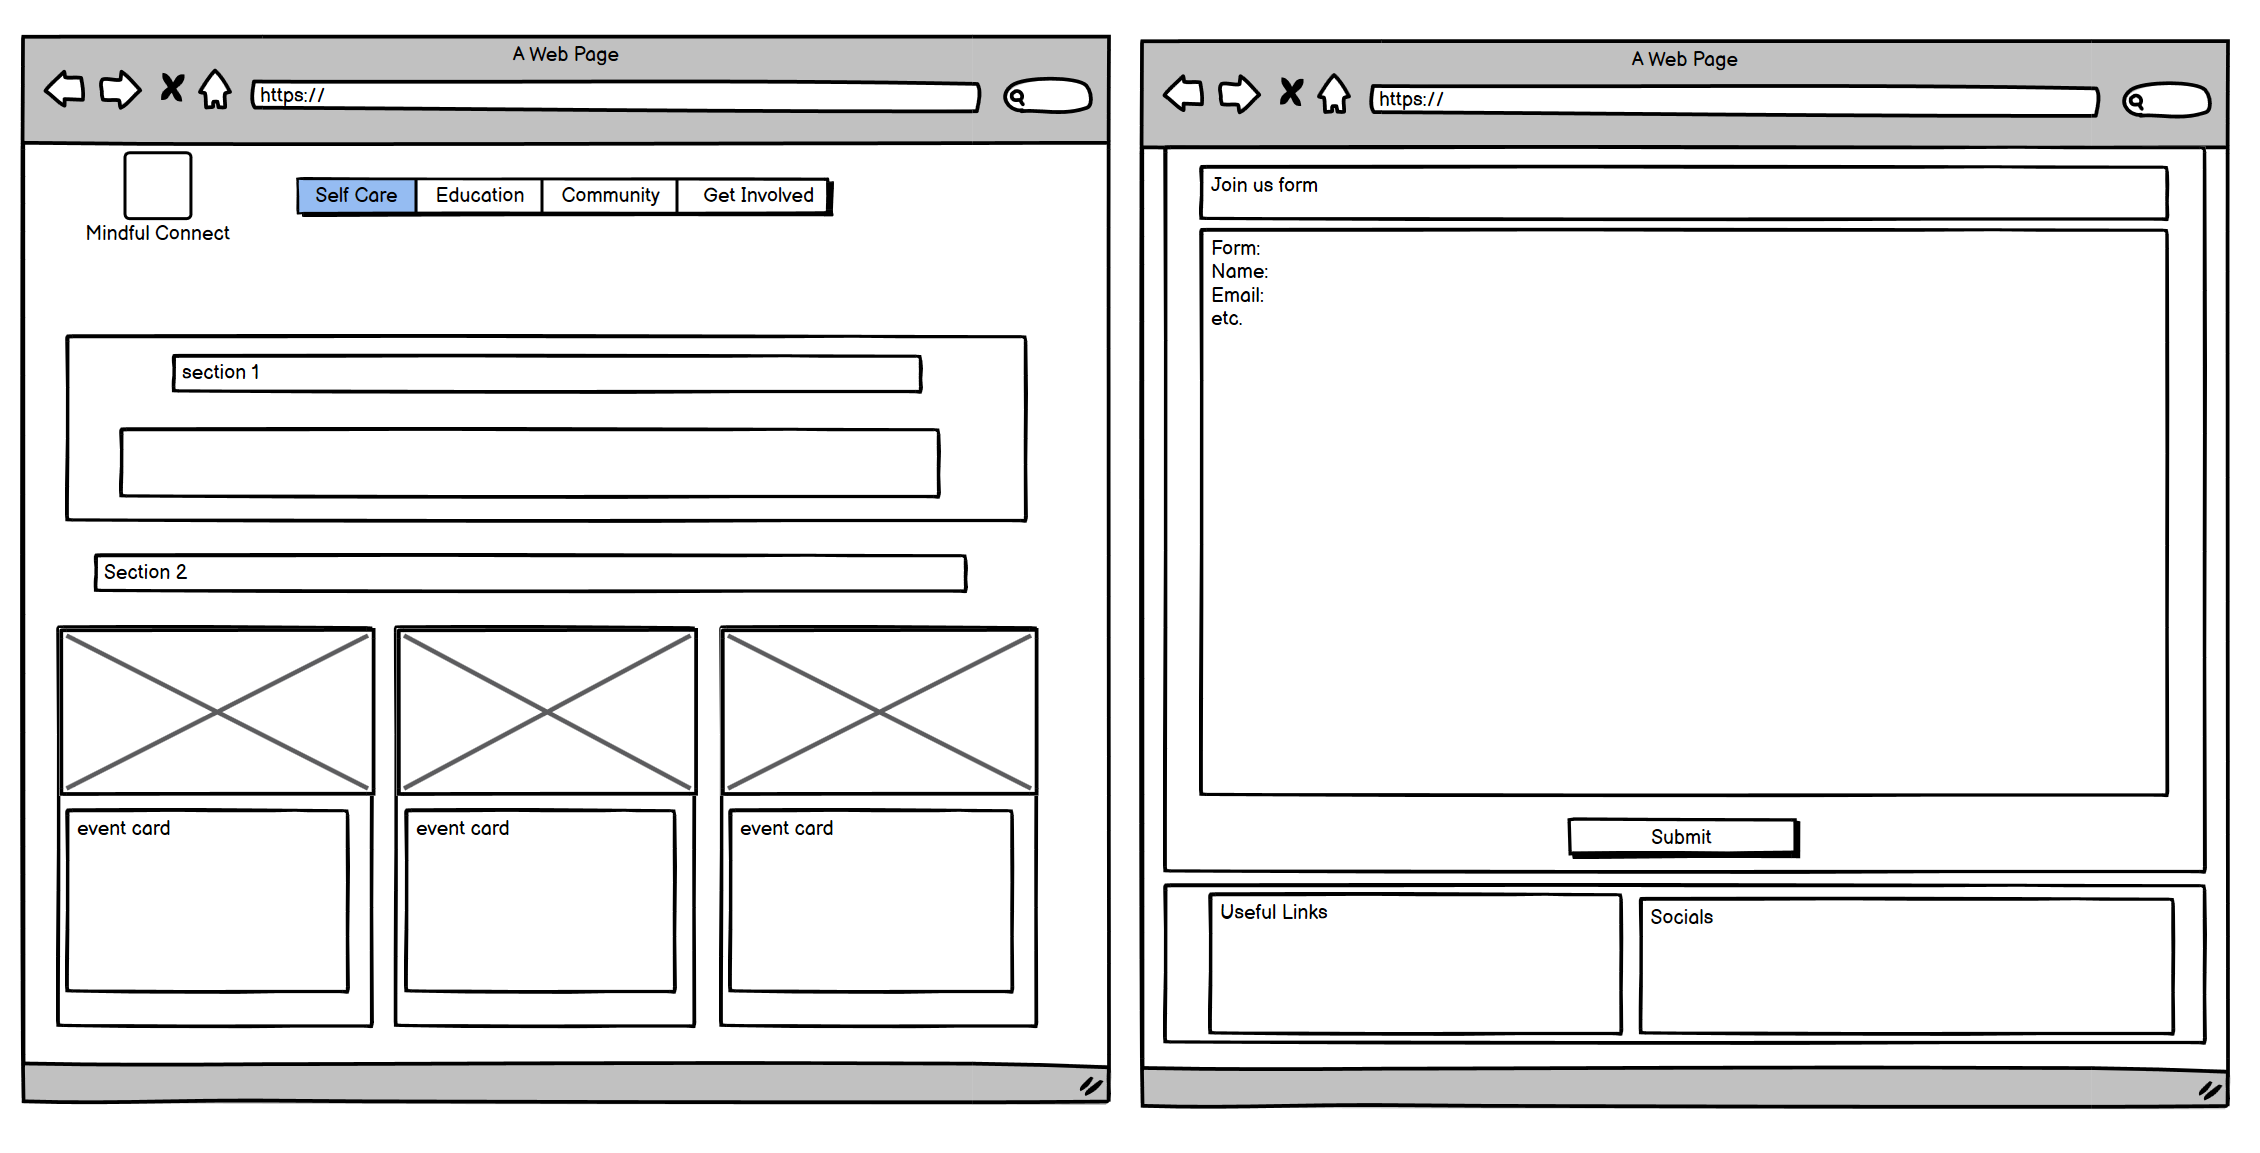 A Web Page
https://
Mindful Connect
Self Care Education Community Get Involved
section 1
Section 2
event card event card event card
A Web Page
https://
Join us form
Form:
Name:
Email:
etc.
Submit
Useful Links
Socials